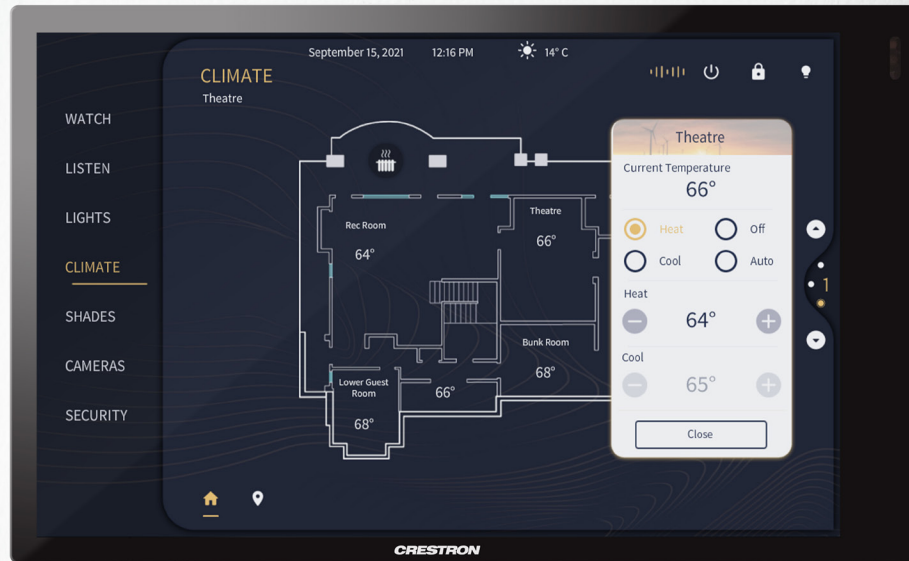 September 15, 2021
12:16 PM
14° C
CLIMATE
Theatre
WATCH
LISTEN
LIGHTS
CLIMATE
SHADES
CAMERAS
SECURITY
Rec Room
64°
Theatre
66°
Bunk Room
68°
Lower Guest
Room
68°
66°
Theatre
Current Temperature
66°
Heat
Off
Cool
Auto
Heat
64°
Cool
65°
Close
1
CRESTRON